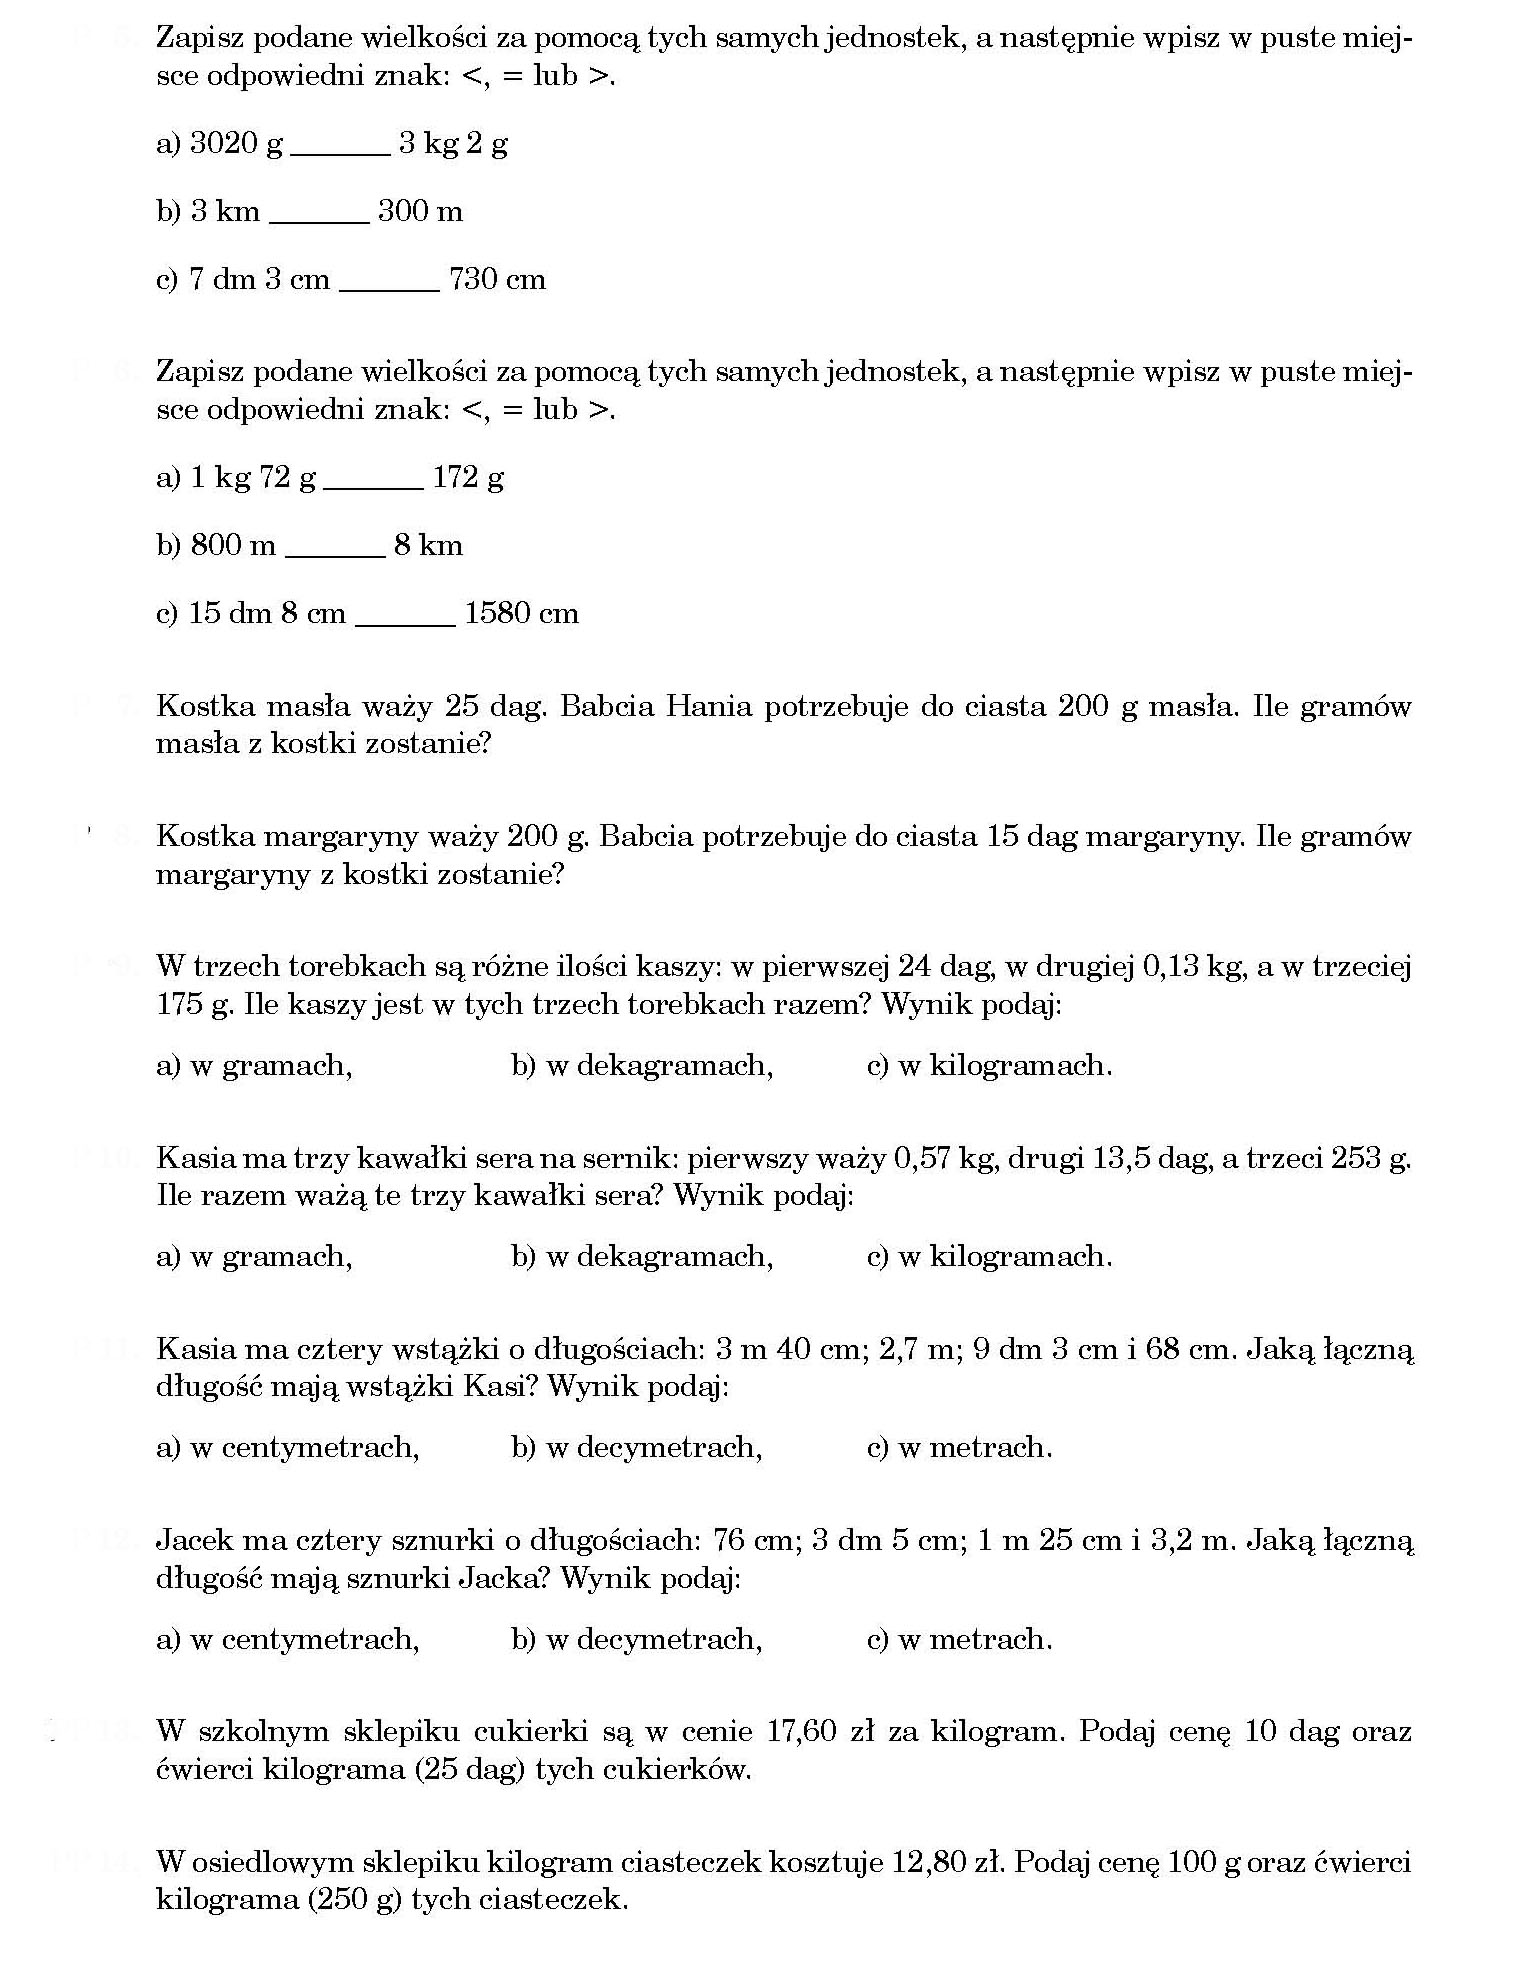 Zapisz podane wielkości za pomocą tych samych jednostek, a następnie wpisz w puste miej-
sce odpowiedni znak: <, = lub >.
a) 3020 g ______ 3 kg 2 g
b) 3 km ______ 300 m
c) 7 dm 3 cm ______ 730 cm
6. Zapisz podane wielkości za pomocą tych samych jednostek, a następnie wpisz w puste miej-
sce odpowiedni znak: <, = lub >.
a) 1 kg 72 g ______ 172 g
b) 800 m ______ 8 km
c) 15 dm 8 cm ______ 1580 cm
7. Kostka masła waży 25 dag. Babcia Hania potrzebuje do ciasta 200 g masła. Ile gramów
masła z kostki zostanie?
8. Kostka margaryny waży 200 g. Babcia potrzebuje do ciasta 15 dag margaryny. Ile gramów
margaryny z kostki zostanie?
9. W trzech torebkach są różne ilości kaszy: w pierwszej 24 dag, w drugiej 0,13 kg, a w trzeciej
175 g. Ile kaszy jest w tych trzech torebkach razem? Wynik podaj:
a) w gramach, b) w dekagramach, c) w kilogramach.
10. Kasia ma trzy kawałki sera na sernik: pierwszy waży 0,57 kg, drugi 13,5 dag, a trzeci 253 g.
Ile razem ważą te trzy kawałki sera? Wynik podaj:
a) w gramach, b) w dekagramach, c) w kilogramach.
11. Kasia ma cztery wstążki o długościach: 3 m 40 cm; 2,7 m; 9 dm 3 cm i 68 cm. Jaką łączną
długość mają wstążki Kasi? Wynik podaj:
a) w centymetrach, b) w decymetrach, c) w metrach.
12. Jacek ma cztery sznurki o długościach: 76 cm; 3 dm 5 cm; 1 m 25 cm i 3,2 m. Jaką łączną
długość mają sznurki Jacka? Wynik podaj:
a) w centymetrach, b) w decymetrach, c) w metrach.
13. W szkolnym sklepiku cukierki są w cenie 17,60 zł za kilogram. Podaj cenę 10 dag oraz
ćwierci kilograma (25 dag) tych cukierków.
14. W osiedlowym sklepiku kilogram ciasteczek kosztuje 12,80 zł. Podaj cenę 100 g oraz ćwierci
kilograma (250 g) tych ciasteczek.